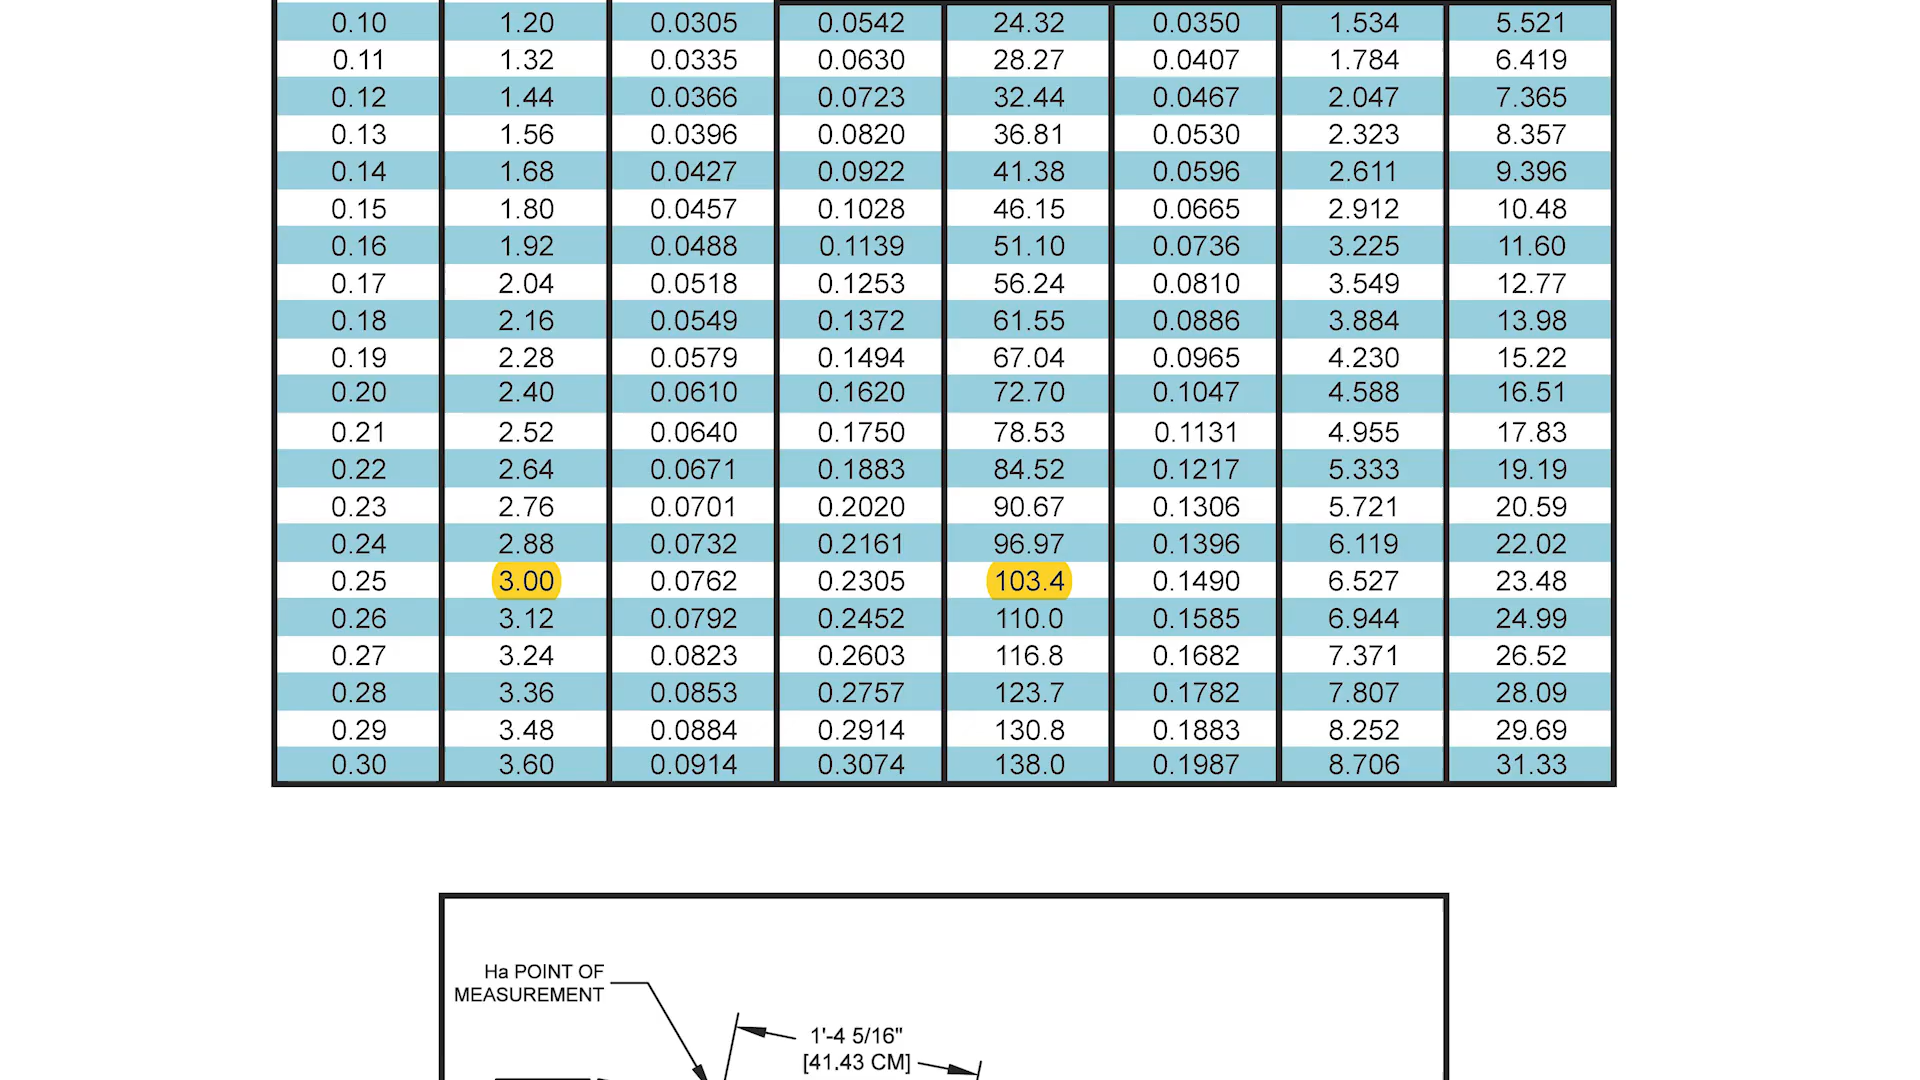 0.10 1.20 0.0305 0.0542 24.32 0.0350 1.534 5.521
0.11 1.32 0.0335 0.0630 28.27 0.0407 1.784 6.419
0.12 1.44 0.0366 0.0723 32.44 0.0467 2.047 7.365
0.13 1.56 0.0396 0.0820 36.81 0.0530 2.323 8.357
0.14 1.68 0.0427 0.0922 41.38 0.0596 2.611 9.396
0.15 1.80 0.0457 0.1028 46.15 0.0665 2.912 10.48
0.16 1.92 0.0488 0.1139 51.10 0.0736 3.225 11.60
0.17 2.04 0.0518 0.1253 56.24 0.0810 3.549 12.77
0.18 2.16 0.0549 0.1372 61.55 0.0886 3.884 13.98
0.19 2.28 0.0579 0.1494 67.04 0.0965 4.230 15.22
0.20 2.40 0.0610 0.1620 72.70 0.1047 4.588 16.51
0.21 2.52 0.0640 0.1750 78.53 0.1131 4.955 17.83
0.22 2.64 0.0671 0.1883 84.52 0.1217 5.333 19.19
0.23 2.76 0.0701 0.2020 90.67 0.1306 5.721 20.59
0.24 2.88 0.0732 0.2161 96.97 0.1396 6.119 22.02
0.25 3.00 0.0762 0.2305 103.4 0.1490 6.527 23.48
0.26 3.12 0.0792 0.2452 110.0 0.1585 6.944 24.99
0.27 3.24 0.0823 0.2603 116.8 0.1682 7.371 26.52
0.28 3.36 0.0853 0.2757 123.7 0.1782 7.807 28.09
0.29 3.48 0.0884 0.2914 130.8 0.1883 8.252 29.69
0.30 3.60 0.0914 0.3074 138.0 0.1987 8.706 31.33
Ha POINT OF
MEASUREMENT
1'-4 5/16"
[41.43 CM]